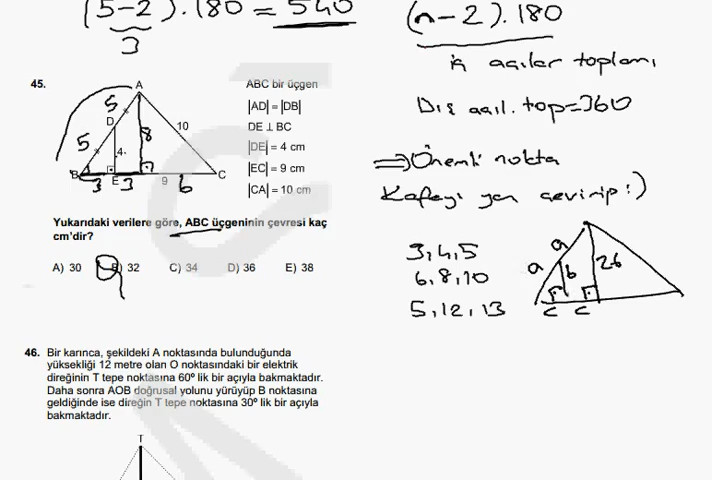 (5-2).180 = 540
3
(n-2).180
iç açılar toplamı
Dış açıl.top=360
⇒Önemli nokta
Kafayı yan çevirip :)
3,4,5
6,8,10
5,12,13
a
a
b
2b
c
c
45.
A
5
D
8
10
5
4
B
3
E
3
9
6
C
ABC bir üçgen
|AD| = |DB|
DE ⊥ BC
|DE| = 4 cm
|EC| = 9 cm
|CA| = 10 cm
Yukarıdaki verilere göre, ABC üçgeninin çevresi kaç
cm'dir?
A) 30 B) 32 C) 34 D) 36 E) 38
46. Bir karınca, şekildeki A noktasında bulunduğunda
yüksekliği 12 metre olan O noktasındaki bir elektrik
direğinin T tepe noktasına 60º lik bir açıyla bakmaktadır.
Daha sonra AOB doğrusal yolunu yürüyüp B noktasına
geldiğinde ise direğin T tepe noktasına 30º lik bir açıyla
bakmaktadır.
T